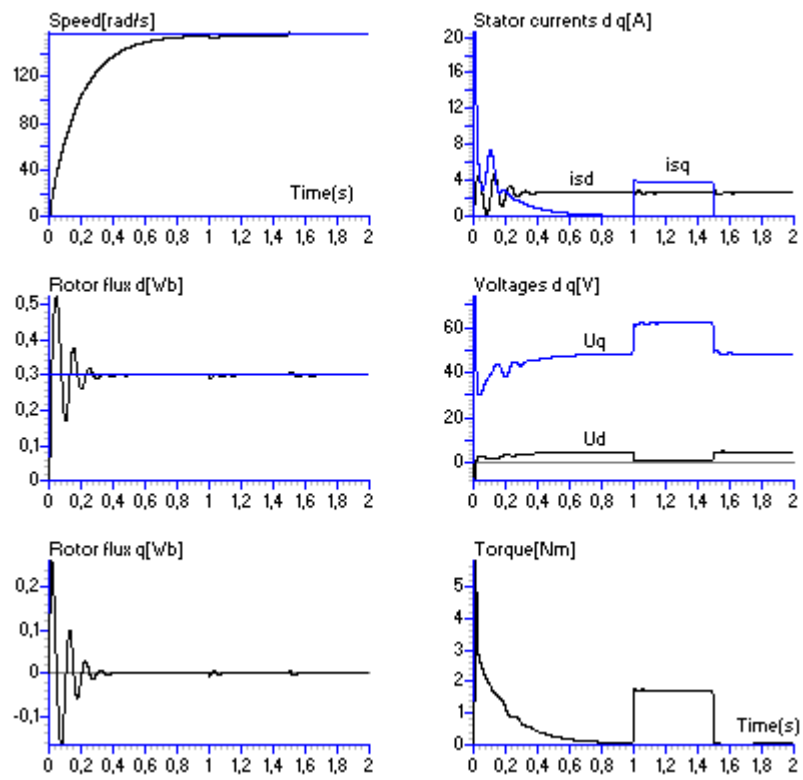 Speed[rad/s]
120
80
40
0
Time(s)
0 0,2 0,4 0,6 0,8 1 1,2 1,4 1,6 1,8 2
Stator currents d q[A]
20
16
12
8
4
0
isd
isq
0 0,2 0,4 0,6 0,8 1 1,2 1,4 1,6 1,8 2
Rotor flux d[Wb]
0,5
0,4
0,3
0,2
0,1
0
0 0,2 0,4 0,6 0,8 1 1,2 1,4 1,6 1,8 2
Voltages d q[V]
60
40
20
0
Uq
Ud
0 0,2 0,4 0,6 0,8 1 1,2 1,4 1,6 1,8 2
Rotor flux q[Wb]
0,2
0,1
0
-0,1
0 0,2 0,4 0,6 0,8 1 1,2 1,4 1,6 1,8 2
Torque[Nm]
5
4
3
2
1
0
Time(s)
0 0,2 0,4 0,6 0,8 1 1,2 1,4 1,6 1,8 2